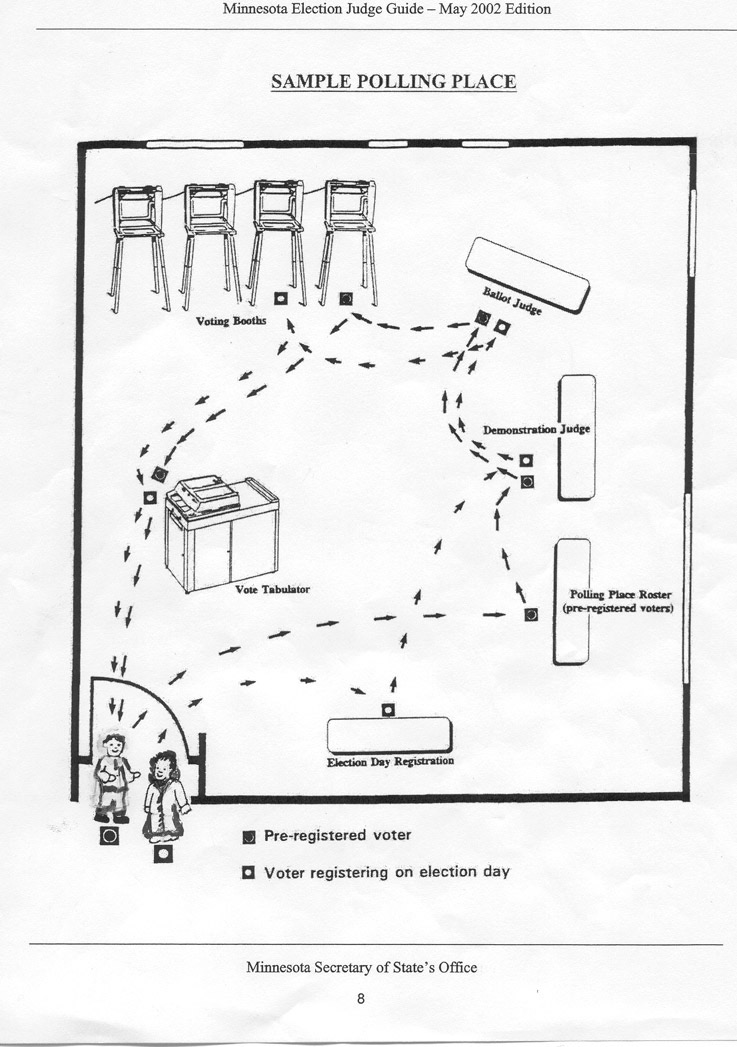 Minnesota Election Judge Guide – May 2002 Edition
SAMPLE POLLING PLACE
Ballot Judge
Voting Booths
Demonstration Judge
Vote Tabulator
Polling Place Roster
(pre-registered voters)
Election Day Registration
Pre-registered voter
Voter registering on election day
Minnesota Secretary of State's Office
8